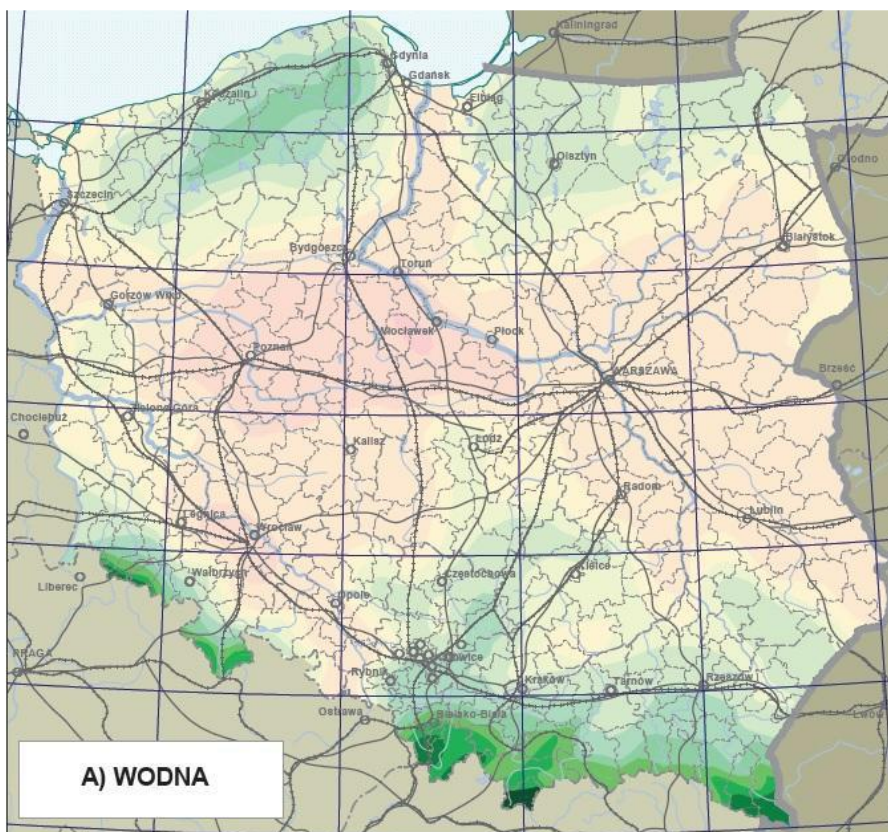 Kaliningrad
Gdynia
Gdańsk
Koszalin
Elbląg
Olsztyn
Grodno
Szczecin
Bydgoszcz
Białystok
Toruń
Gorzów Wlkp.
Włocławek
Płock
Poznań
WARSZAWA
Brześć
Zielona Góra
Chociebuż
Kalisz
Łódź
Radom
Legnica
Lublin
Wrocław
Liberec
Wałbrzych
Częstochowa
Kielce
Opole
PRAGA
Katowice
Rybnik
Kraków
Tarnów
Rzeszów
Ostrawa
Bielsko-Biała
Lwów
A) WODNA